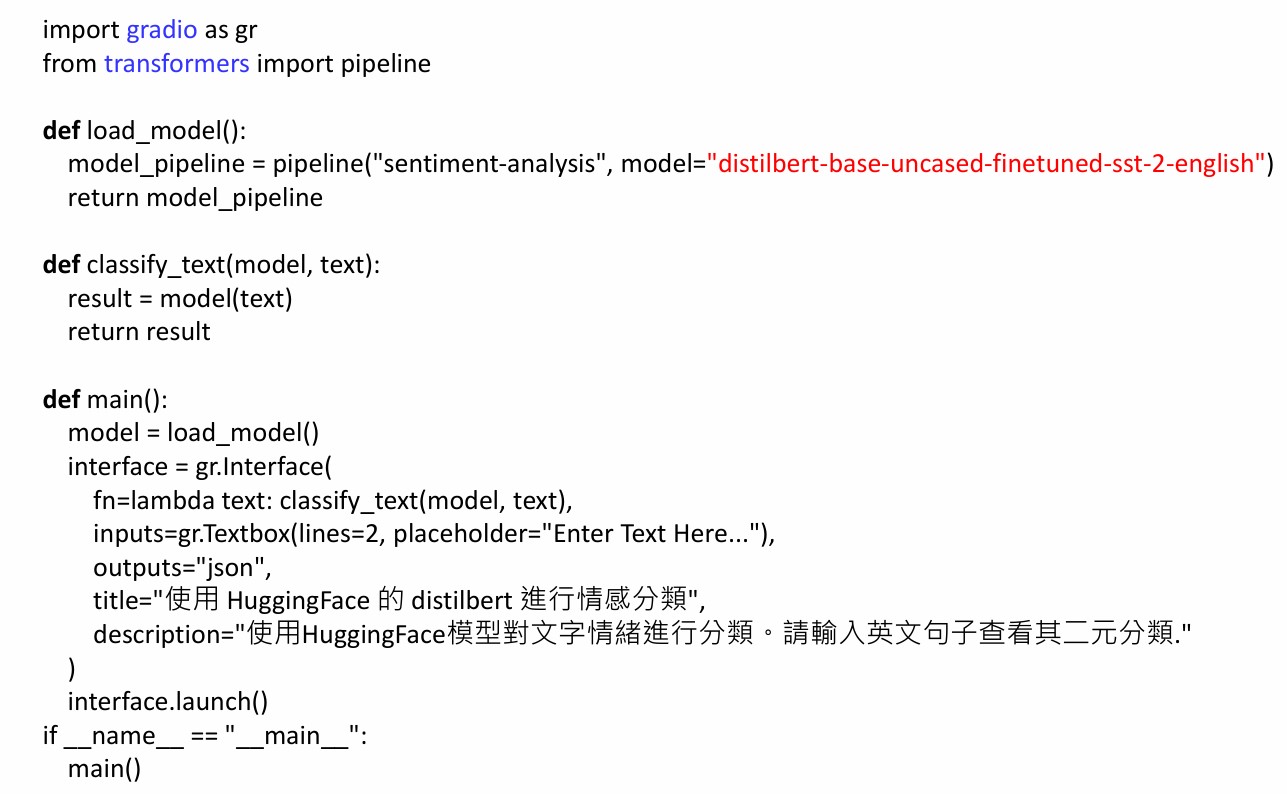 import gradio as gr
from transformers import pipeline
def load_model():
model_pipeline = pipeline("sentiment-analysis", model="distilbert-base-uncased-finetuned-sst-2-english")
return model_pipeline
def classify_text(model, text):
result = model(text)
return result
def main():
model = load_model()
interface = gr.Interface(
fn=lambda text: classify_text(model, text),
inputs=gr.Textbox(lines=2, placeholder="Enter Text Here..."),
outputs="json",
title="使用 HuggingFace 的 distilbert 進行情感分類",
description="使用HuggingFace模型對文字情緒進行分類。請輸入英文句子查看其二元分類."
)
interface.launch()
if __name__ == "__main__":
main()